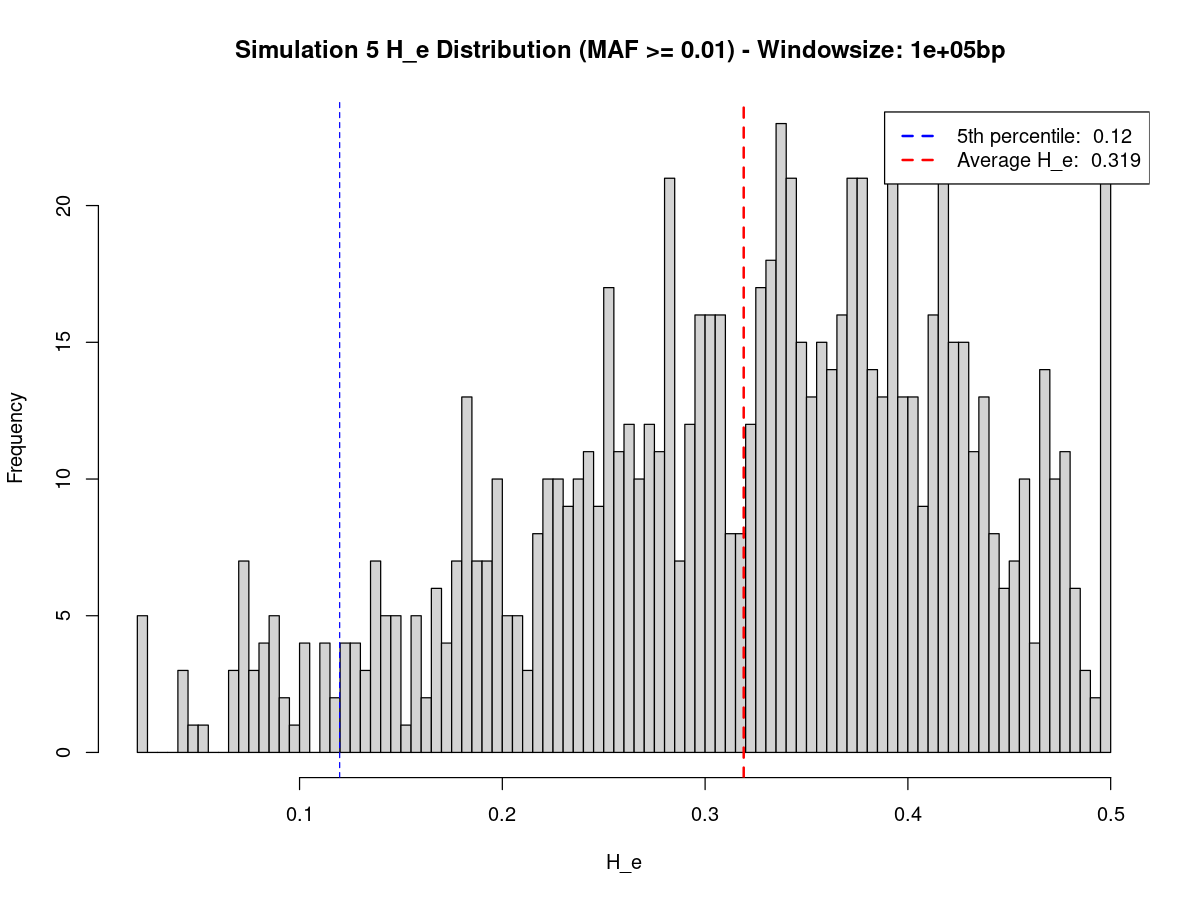 Simulation 5 H_e Distribution (MAF >= 0.01) - Windowsize: 1e+05bp
5th percentile:  0.12
Average H_e:  0.319
20
15
10
5
0
Frequency
0.1
0.2
0.3
0.4
0.5
H_e